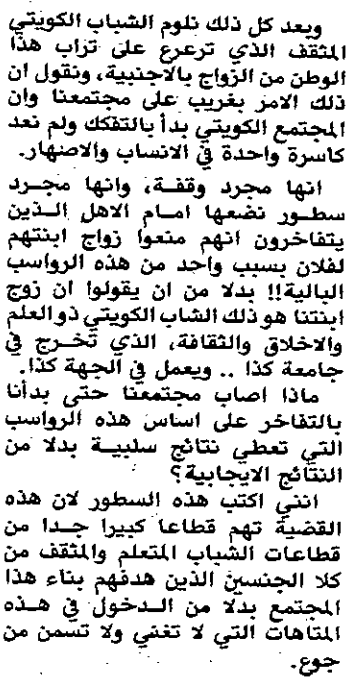 وبعد كل ذلك نلوم الشباب الكويتي
المثقف الذي ترعرع على تراب هذا
الوطن من الزواج بالاجنبية، ونقول ان
ذلك الامر بغريب على مجتمعنا وان
المجتمع الكويتي بدأ بالتفكك ولم نعد
كاسرة واحدة في الانساب والاصهار.
انها مجرد وقفة، وانها مجرد
سطور نضعها امام الاهل الذين
يتفاخرون انهم منعوا زواج ابنتهم
لفلان بسبب واحد من هذه الرواسب
البالية!! بدلا من ان يقولوا ان زوج
ابنتنا هو ذلك الشاب الكويتي ذو العلم
والاخلاق والثقافة، الذي تخرج في
جامعة كذا .. ويعمل في الجهة كذا.
ماذا اصاب مجتمعنا حتى بدأنا
بالتفاخر على اساس هذه الرواسب
التي تعطي نتائج سلبية بدلا من
النتائج الايجابية؟
انني اكتب هذه السطور لان هذه
القضية تهم قطاعا كبيرا جدا من
قطاعات الشباب المتعلم والمثقف من
كلا الجنسين الذين هدفهم بناء هذا
المجتمع بدلا من الدخول في هذه
المتاهات التي لا تغني ولا تسمن من
جوع.